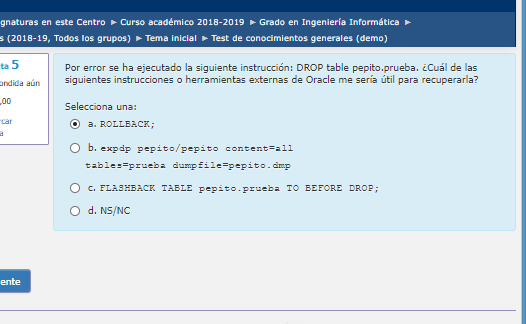 gnaturas en este Centro ► Curso académico 2018-2019 ► Grado en Ingeniería Informática ►
s (2018-19, Todos los grupos) ► Tema inicial ► Test de conocimientos generales (demo)
ta 5
ondida aún
,00
car
a
Por error se ha ejecutado la siguiente instrucción: DROP table pepito.prueba. ¿Cuál de las
siguientes instrucciones o herramientas externas de Oracle me sería útil para recuperarla?
Selecciona una:
a. ROLLBACK;
b. expdp pepito/pepito content=all
tables=prueba dumpfile=pepito.dmp
c. FLASHBACK TABLE pepito.prueba TO BEFORE DROP;
d. NS/NC
ente